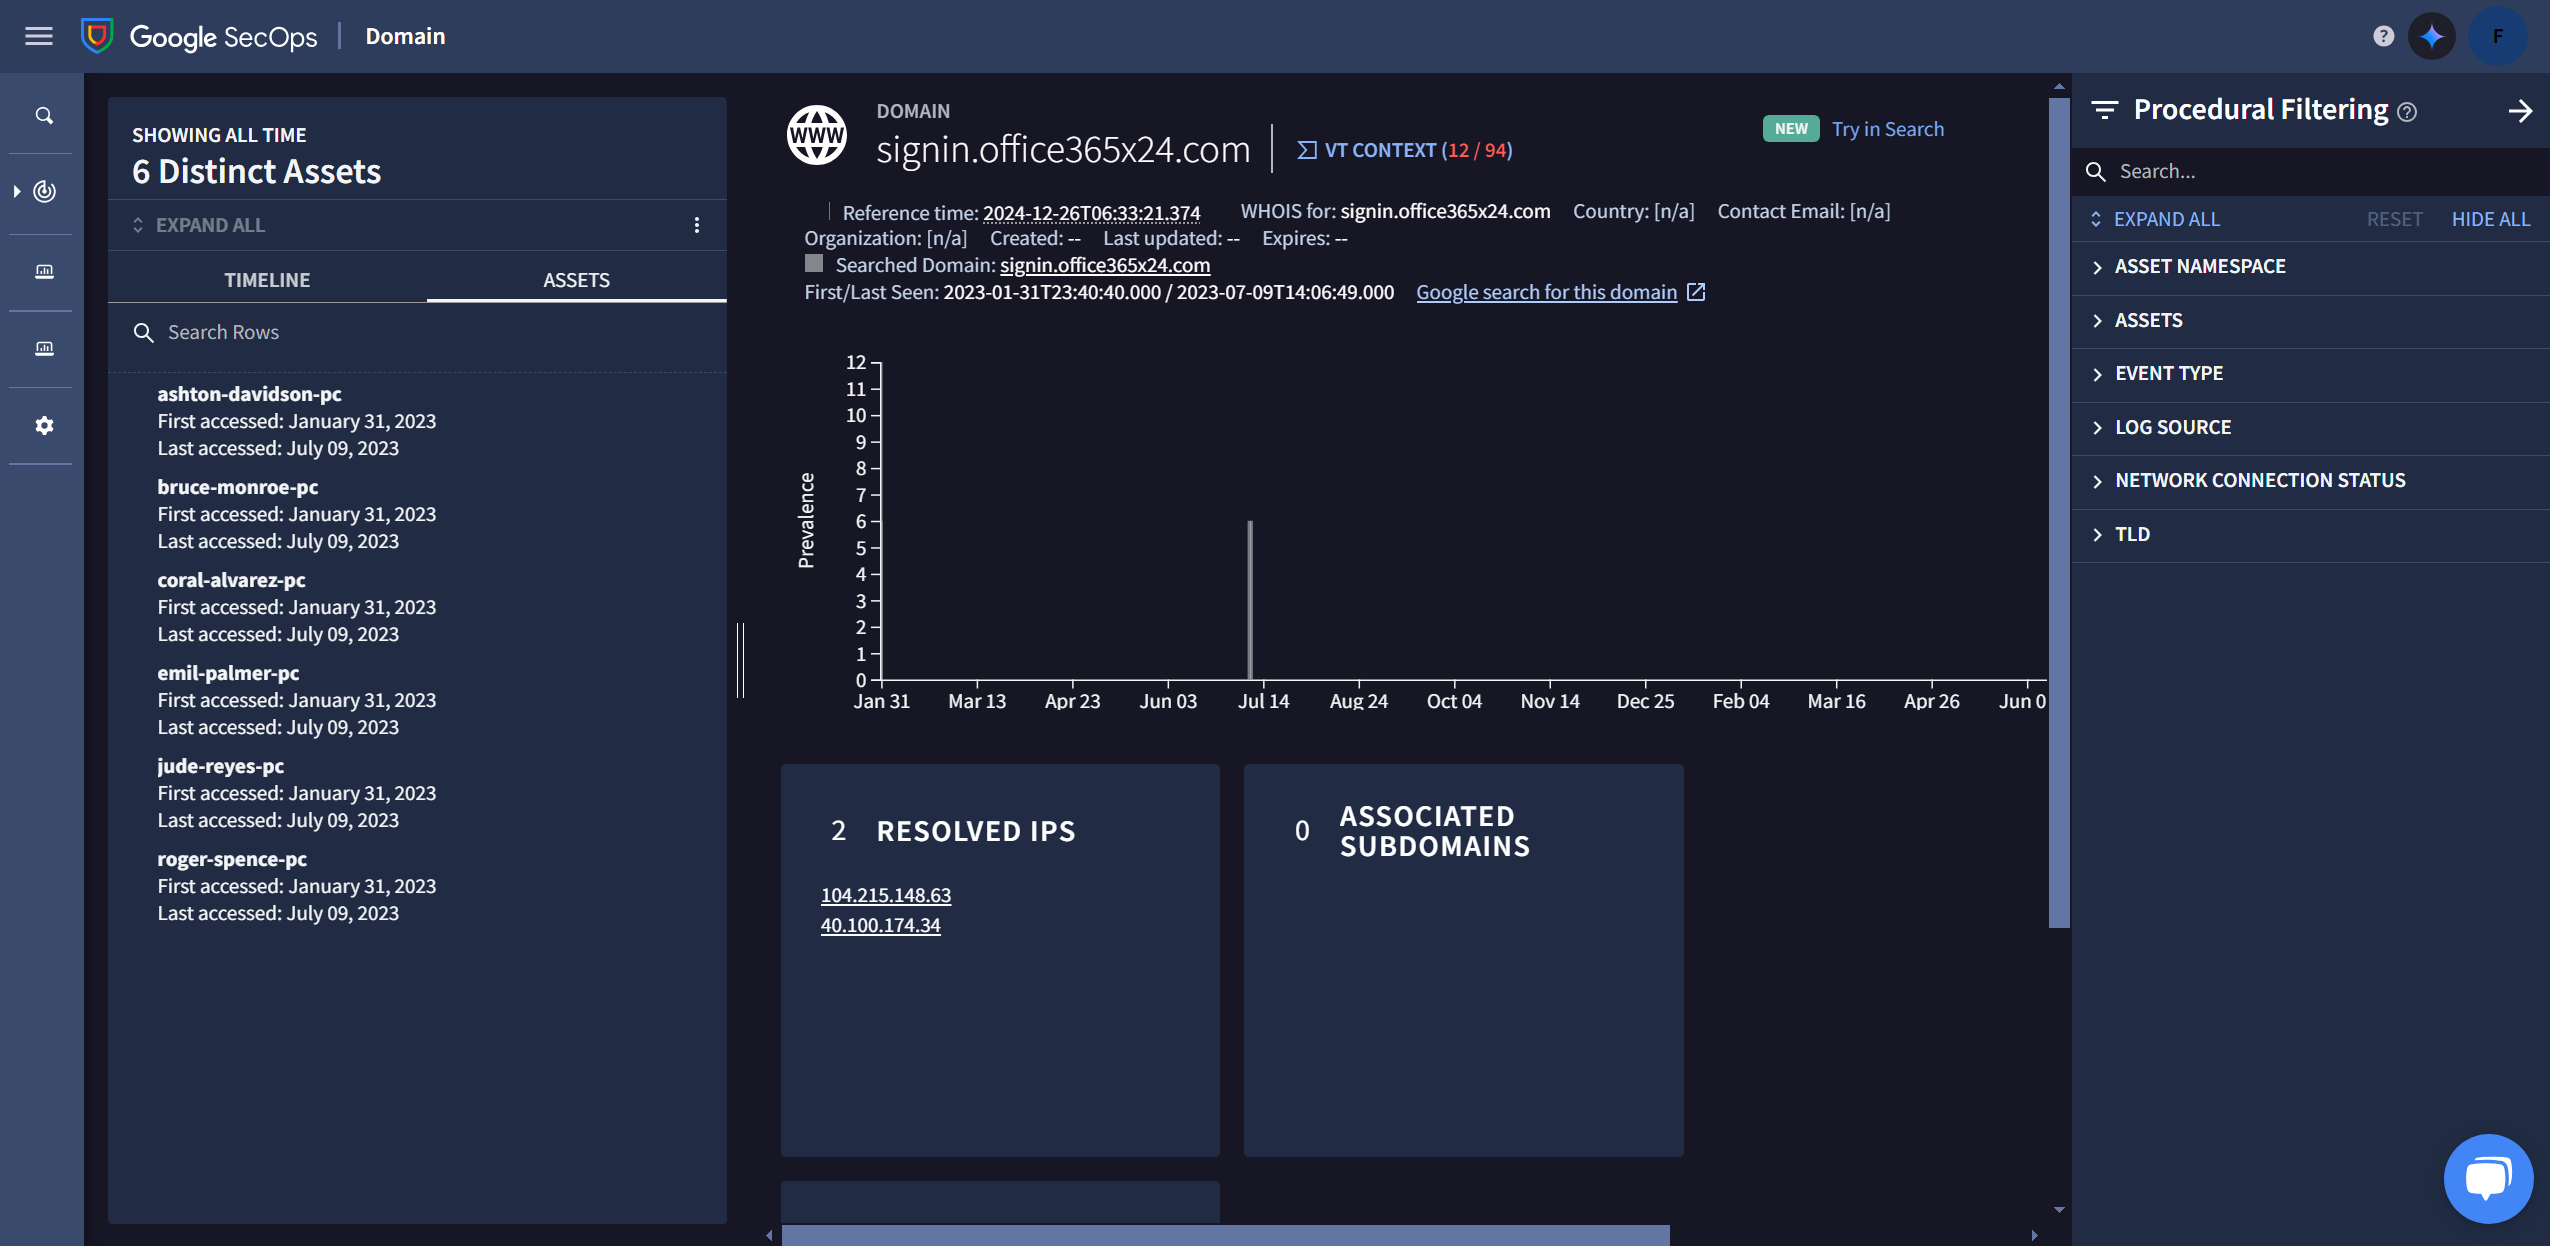 Google SecOps
Domain
?
F
SHOWING ALL TIME
6 Distinct Assets
EXPAND ALL
TIMELINE
ASSETS
Search Rows
ashton-davidson-pc
First accessed: January 31, 2023
Last accessed: July 09, 2023
bruce-monroe-pc
First accessed: January 31, 2023
Last accessed: July 09, 2023
coral-alvarez-pc
First accessed: January 31, 2023
Last accessed: July 09, 2023
emil-palmer-pc
First accessed: January 31, 2023
Last accessed: July 09, 2023
jude-reyes-pc
First accessed: January 31, 2023
Last accessed: July 09, 2023
roger-spence-pc
First accessed: January 31, 2023
Last accessed: July 09, 2023
WWW
DOMAIN
signin.office365x24.com
VT CONTEXT (12 / 94)
NEW
Try in Search
Reference time: 2024-12-26T06:33:21.374 WHOIS for: signin.office365x24.com Country: [n/a] Contact Email: [n/a]
Organization: [n/a] Created: -- Last updated: -- Expires: --
Searched Domain: signin.office365x24.com
First/Last Seen: 2023-01-31T23:40:40.000 / 2023-07-09T14:06:49.000 Google search for this domain
Prevalence
12
11
10
9
8
7
6
5
4
3
2
1
0
Jan 31 Mar 13 Apr 23 Jun 03 Jul 14 Aug 24 Oct 04 Nov 14 Dec 25 Feb 04 Mar 16 Apr 26 Jun 0
2 RESOLVED IPS
104.215.148.63
40.100.174.34
0 ASSOCIATED
SUBDOMAINS
Procedural Filtering ?
Search...
EXPAND ALL
RESET
HIDE ALL
ASSET NAMESPACE
ASSETS
EVENT TYPE
LOG SOURCE
NETWORK CONNECTION STATUS
TLD